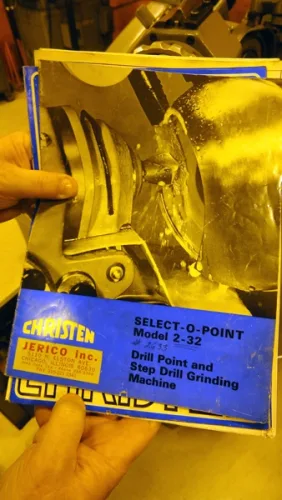 CHRISTEN
JERICO Inc.
SELECT-O-POINT
Model 2-32
Drill Point and
Step Drill Grinding
Machine